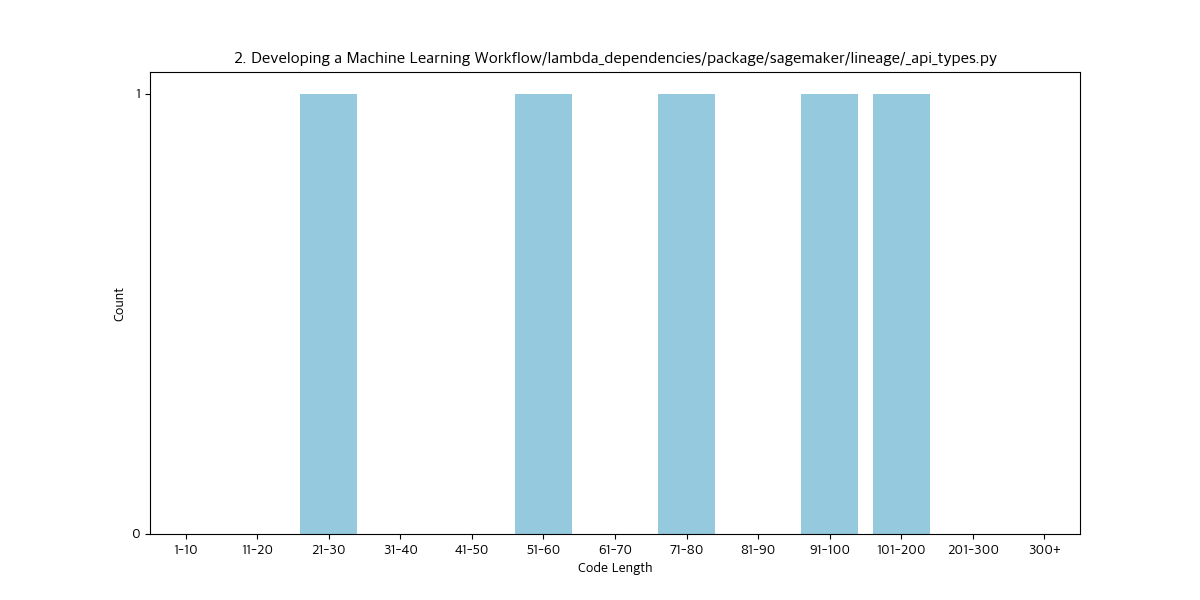 2. Developing a Machine Learning Workflow/lambda_dependencies/package/sagemaker/lineage/_api_types.py
1
Count
0
1-10 11-20 21-30 31-40 41-50 51-60 61-70 71-80 81-90 91-100 101-200 201-300 300+
Code Length